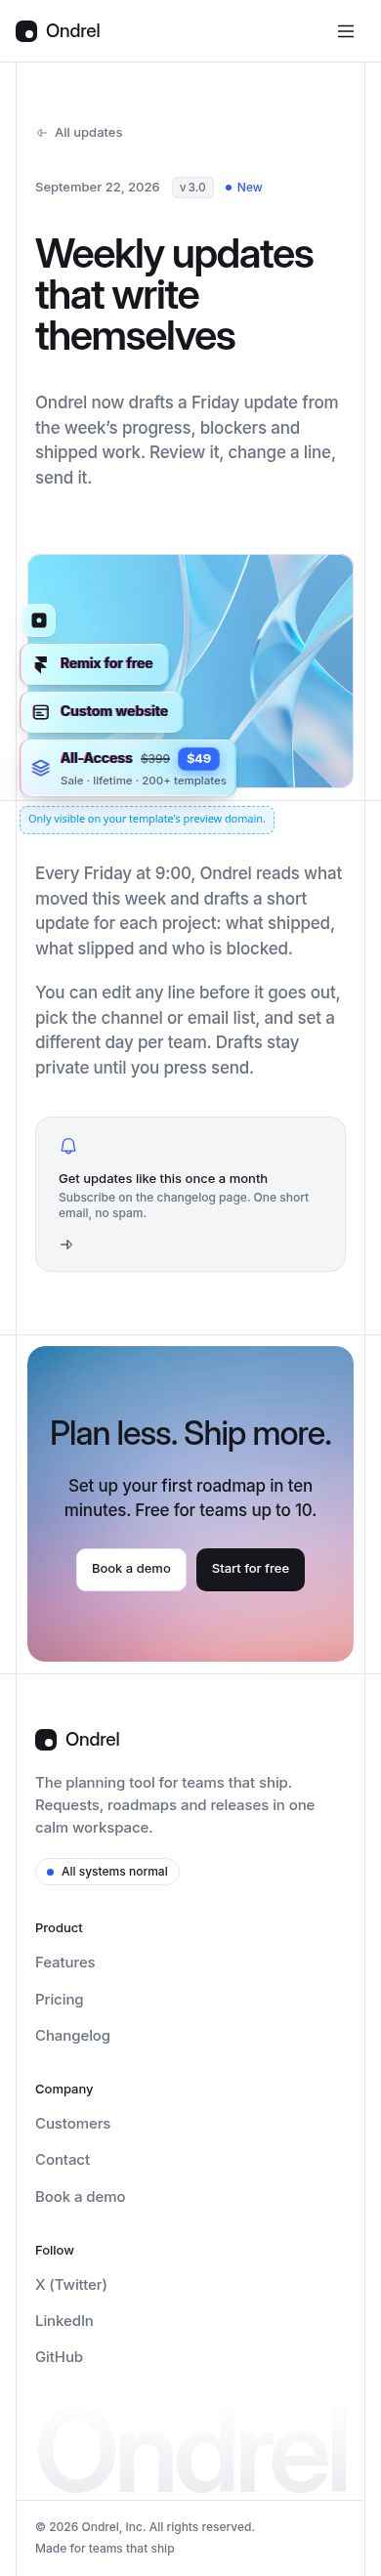 Ondrel
All updates
September 22, 2026 v 3.0 New
Weekly updates
that write
themselves
Ondrel now drafts a Friday update from
the week’s progress, blockers and
shipped work. Review it, change a line,
send it.
Remix for free
Custom website
All-Access $399 $49
Sale · lifetime · 200+ templates
Only visible on your template's preview domain.
Every Friday at 9:00, Ondrel reads what
moved this week and drafts a short
update for each project: what shipped,
what slipped and who is blocked.
You can edit any line before it goes out,
pick the channel or email list, and set a
different day per team. Drafts stay
private until you press send.
Get updates like this once a month
Subscribe on the changelog page. One short
email, no spam.
Plan less. Ship more.
Set up your first roadmap in ten
minutes. Free for teams up to 10.
Book a demo Start for free
Ondrel
The planning tool for teams that ship.
Requests, roadmaps and releases in one
calm workspace.
All systems normal
Product
Features
Pricing
Changelog
Company
Customers
Contact
Book a demo
Follow
X (Twitter)
LinkedIn
GitHub
Ondrel
© 2026 Ondrel, Inc. All rights reserved.
Made for teams that ship